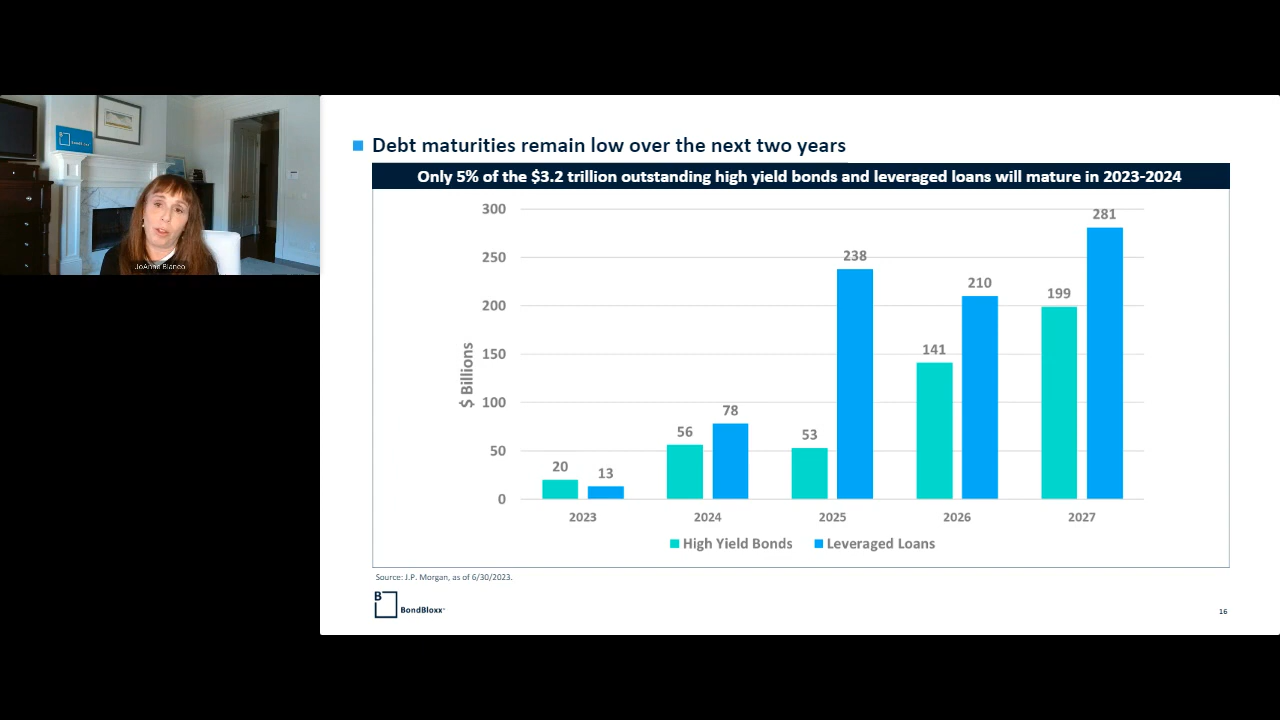 JoAnne Bianco
Debt maturities remain low over the next two years
Only 5% of the $3.2 trillion outstanding high yield bonds and leveraged loans will mature in 2023-2024
$ Billions
300
250
200
150
100
50
0
20
13
56
78
53
238
141
210
199
281
2023
2024
2025
2026
2027
High Yield Bonds
Leveraged Loans
Source: J.P. Morgan, as of 6/30/2023.
B
BondBloxx
16